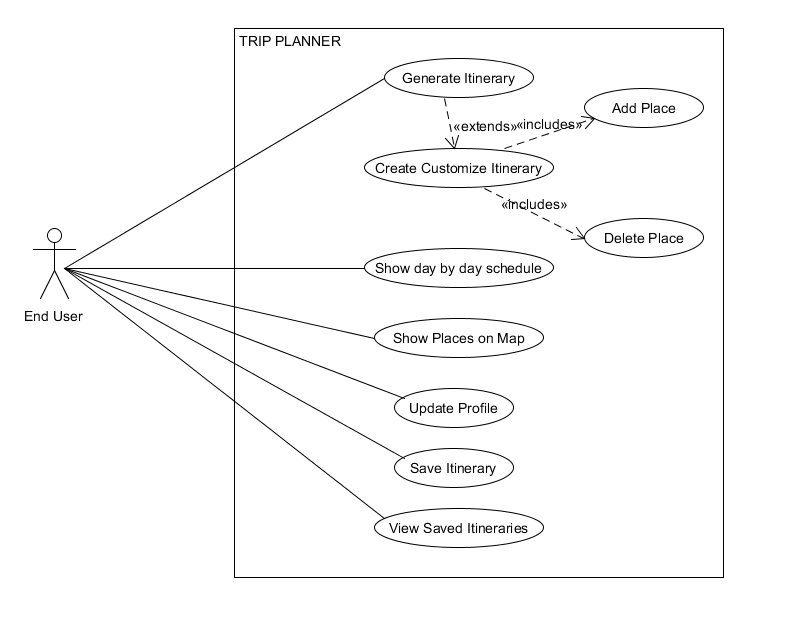 TRIP PLANNER
Generate Itinerary
Add Place
«extends»
«includes»
Create Customize Itinerary
«includes»
Delete Place
Show day by day schedule
Show Places on Map
End User
Update Profile
Save Itinerary
View Saved Itineraries